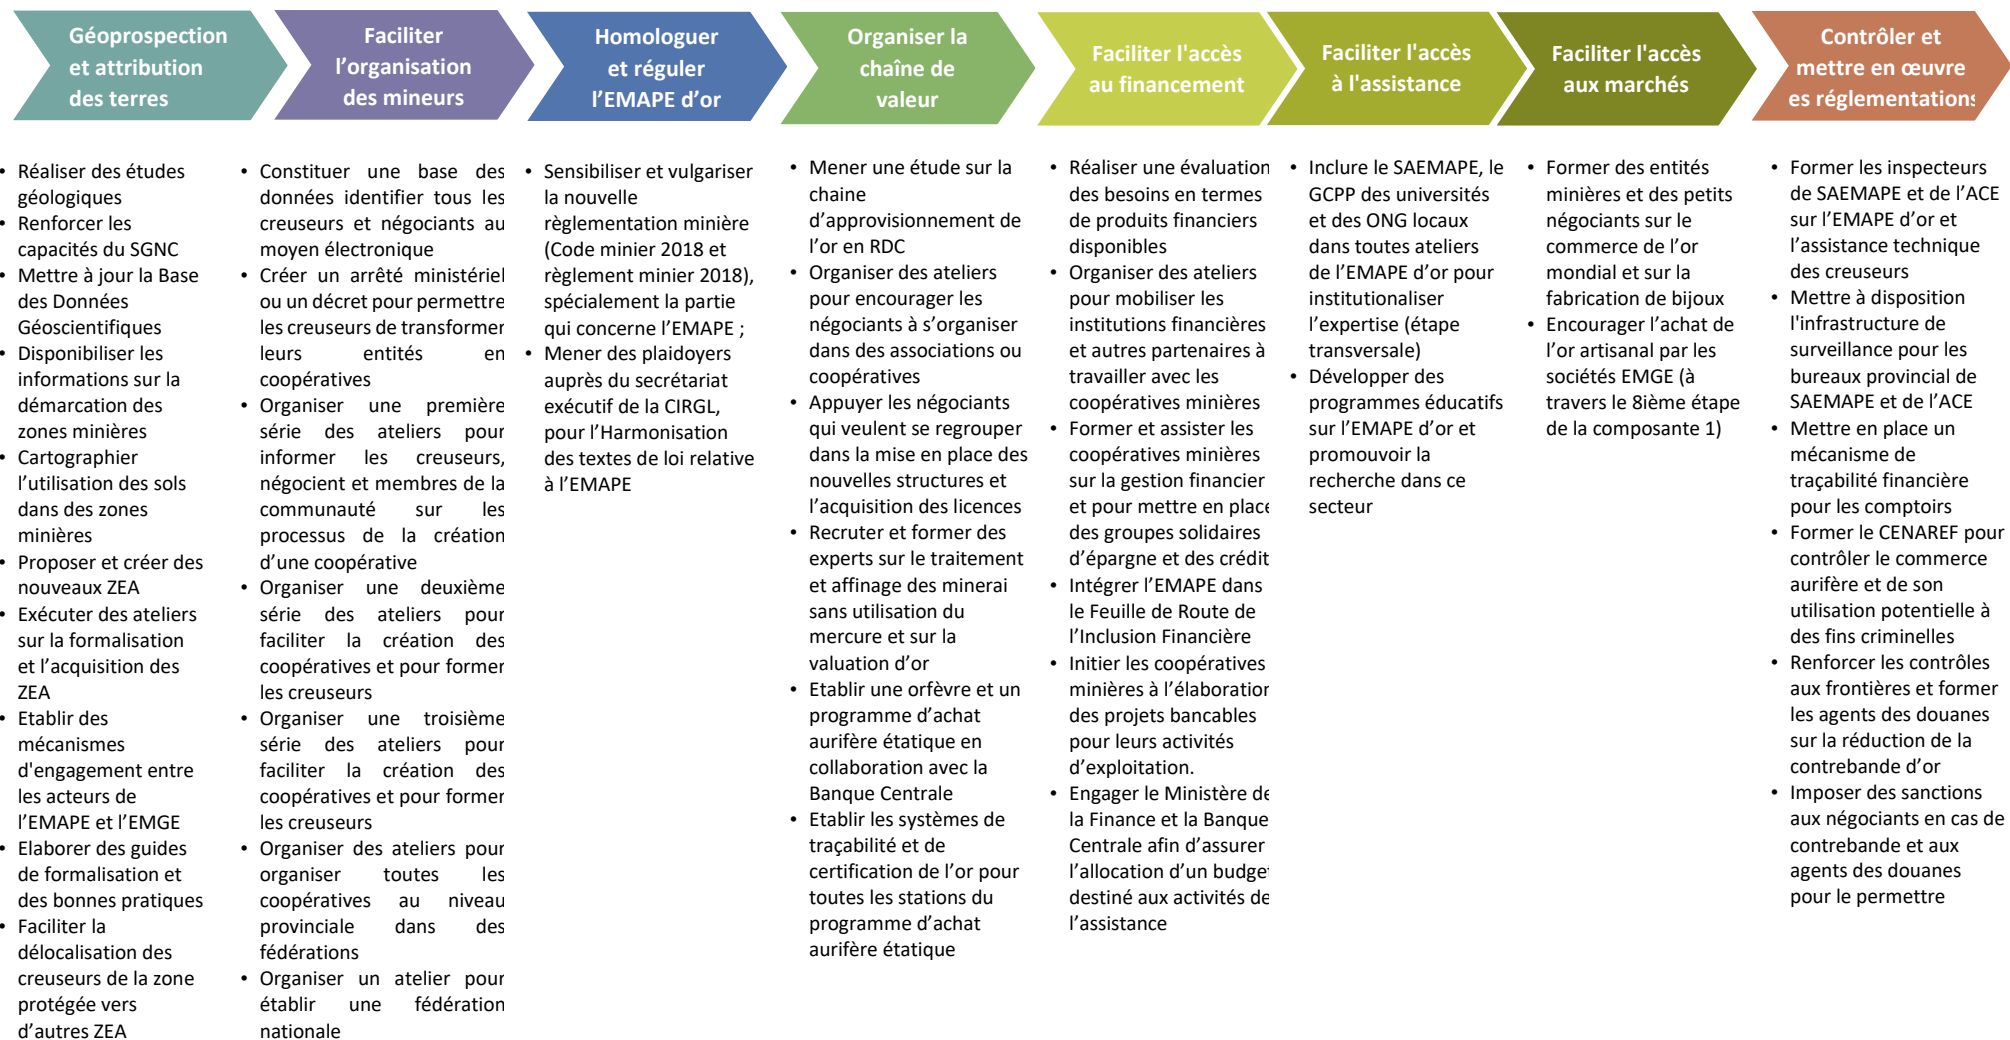 Géoprospection
et attribution
des terres
Faciliter
l’organisation
des mineurs
Homologuer
et réguler
l’EMAPE d’or
Organiser la
chaîne de
valeur
Faciliter l'accès
au financement
Faciliter l'accès
à l'assistance
Faciliter l'accès
aux marchés
Contrôler et
mettre en œuvre
es réglementations
• Réaliser des études
géologiques
• Renforcer les
capacités du SGNC
• Mettre à jour la Base
des Données
Géoscientifiques
• Disponibiliser les
informations sur la
démarcation des
zones minières
• Cartographier
l’utilisation des sols
dans des zones
minières
• Proposer et créer des
nouveaux ZEA
• Exécuter des ateliers
sur la formalisation
et l’acquisition des
ZEA
• Etablir des
mécanismes
d'engagement entre
les acteurs de
l’EMAPE et l’EMGE
• Elaborer des guides
de formalisation et
des bonnes pratiques
• Faciliter la
délocalisation des
creuseurs de la zone
protégée vers
d’autres ZEA
• Constituer une base des
données identifier tous les
creuseurs et négociants au
moyen électronique
• Créer un arrêté ministériel
ou un décret pour permettre
les creuseurs de transformer
leurs entités en
coopératives
• Organiser une première
série des ateliers pour
informer les creuseurs,
négocient et membres de la
communauté sur les
processus de la création
d’une coopérative
• Organiser une deuxième
série des ateliers pour
faciliter la création des
coopératives et pour former
les creuseurs
• Organiser une troisième
série des ateliers pour
faciliter la création des
coopératives et pour former
les creuseurs
• Organiser des ateliers pour
organiser toutes les
coopératives au niveau
provinciale dans des
fédérations
• Organiser un atelier pour
établir une fédération
nationale
• Sensibiliser et vulgariser
la nouvelle
règlementation minière
(Code minier 2018 et
règlement minier 2018),
spécialement la partie
qui concerne l’EMAPE ;
• Mener des plaidoyers
auprès du secrétariat
exécutif de la CIRGL,
pour l’Harmonisation
des textes de loi relative
à l’EMAPE
• Mener une étude sur la
chaine
d’approvisionnement de
l’or en RDC
• Organiser des ateliers
pour encourager les
négociants à s’organiser
dans des associations ou
coopératives
• Appuyer les négociants
qui veulent se regrouper
dans la mise en place des
nouvelles structures et
l’acquisition des licences
• Recruter et former des
experts sur le traitement
et affinage des minerai
sans utilisation du
mercure et sur la
valuation d’or
• Etablir une orfèvre et un
programme d’achat
aurifère étatique en
collaboration avec la
Banque Centrale
• Etablir les systèmes de
traçabilité et de
certification de l’or pour
toutes les stations du
programme d’achat
aurifère étatique
• Réaliser une évaluation
des besoins en termes
de produits financiers
disponibles
• Organiser des ateliers
pour mobiliser les
institutions financières
et autres partenaires à
travailler avec les
coopératives minières
• Former et assister les
coopératives minières
sur la gestion financier
et pour mettre en place
des groupes solidaires
d’épargne et des crédit
• Intégrer l’EMAPE dans
le Feuille de Route de
l’Inclusion Financière
• Initier les coopératives
minières à l’élaboration
des projets bancables
pour leurs activités
d’exploitation.
• Engager le Ministère de
la Finance et la Banque
Centrale afin d’assurer
l’allocation d’un budget
destiné aux activités de
l’assistance
• Inclure le SAEMAPE, le
GCPP des universités
et des ONG locaux
dans toutes ateliers
de l’EMAPE d’or pour
institutionaliser
l’expertise (étape
transversale)
• Développer des
programmes éducatifs
sur l’EMAPE d’or et
promouvoir la
recherche dans ce
secteur
• Former des entités
minières et des petits
négociants sur le
commerce de l’or
mondial et sur la
fabrication de bijoux
• Encourager l’achat de
l’or artisanal par les
sociétés EMGE (à
travers le 8ième étape
de la composante 1)
• Former les inspecteurs
de SAEMAPE et de l’ACE
sur l’EMAPE d’or et
l’assistance technique
des creuseurs
• Mettre à disposition
l'infrastructure de
surveillance pour les
bureaux provincial de
SAEMAPE et de l’ACE
• Mettre en place un
mécanisme de
traçabilité financière
pour les comptoirs
• Former le CENAREF pour
contrôler le commerce
aurifère et de son
utilisation potentielle à
des fins criminelles
• Renforcer les contrôles
aux frontières et former
les agents des douanes
sur la réduction de la
contrebande d’or
• Imposer des sanctions
aux négociants en cas de
contrebande et aux
agents des douanes
pour le permettre